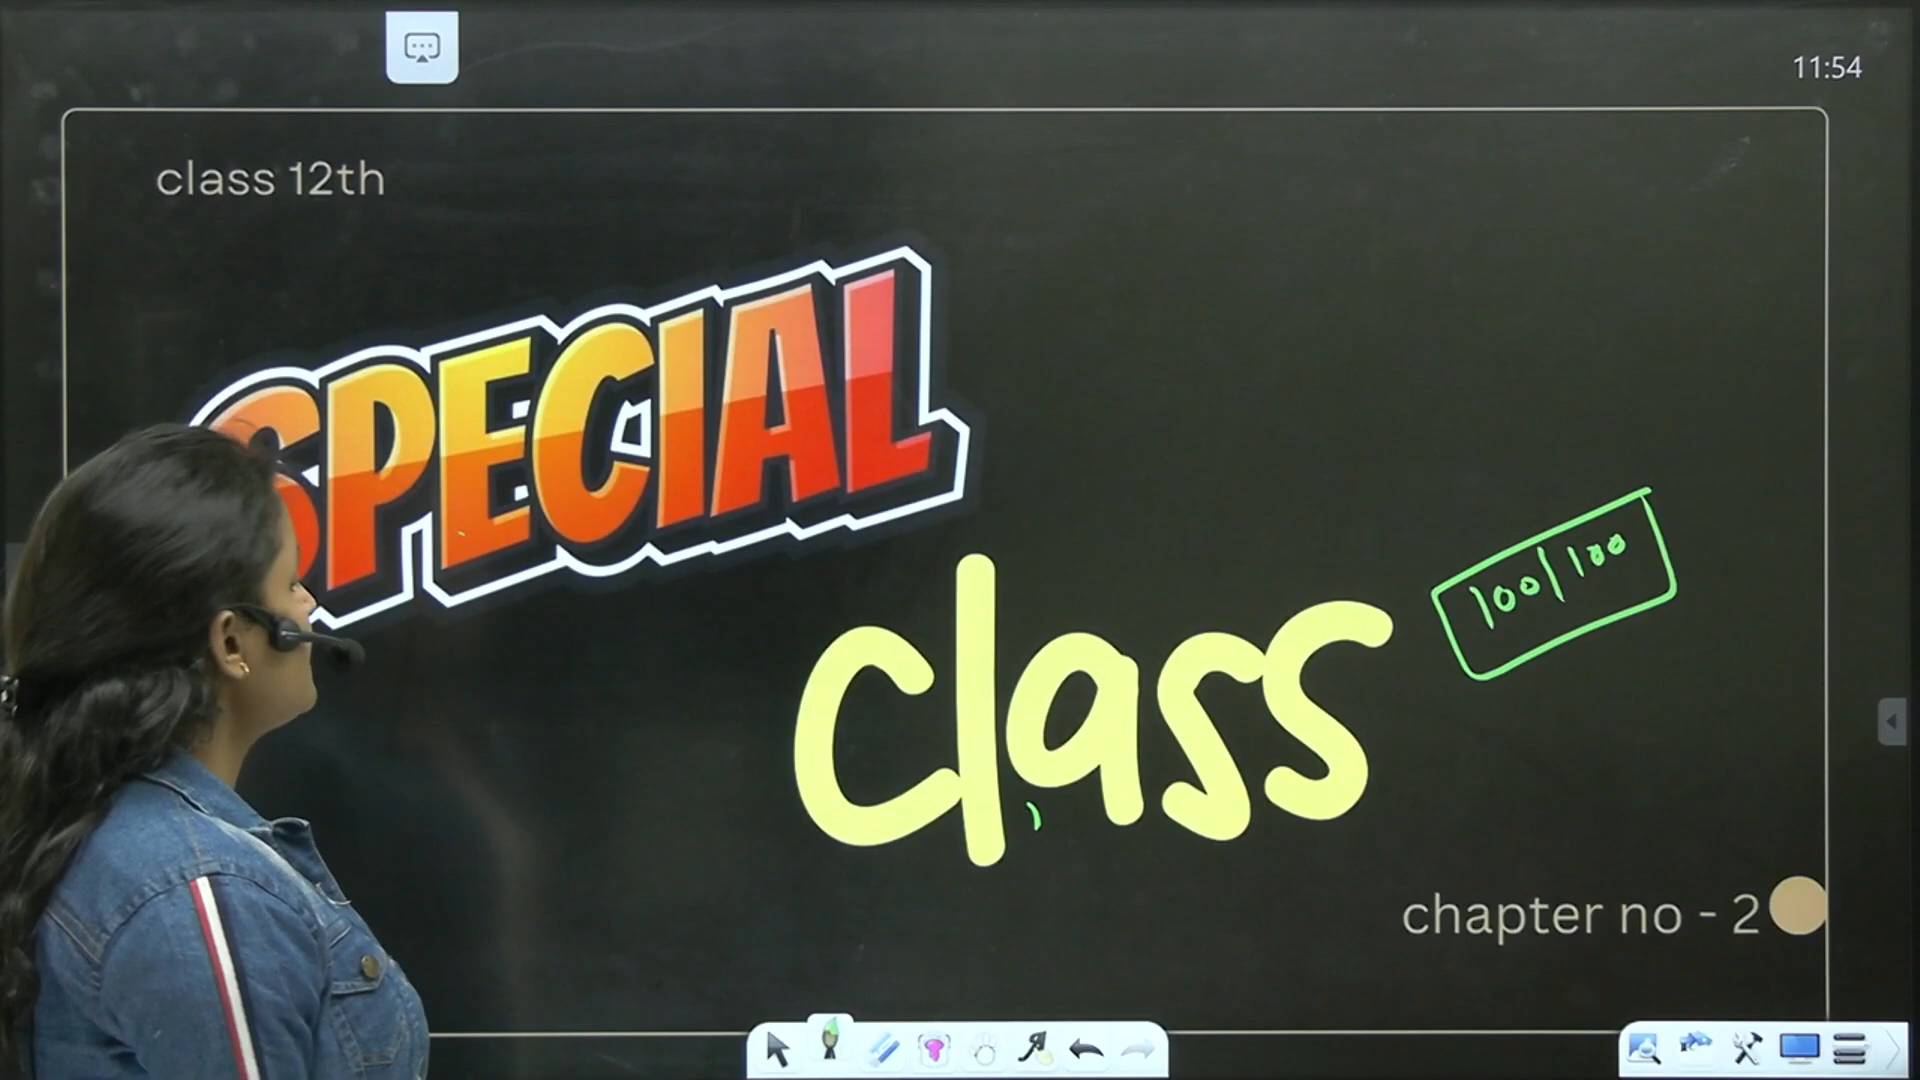 11:54
class 12th
SPECIAL
class
100/100
chapter no - 2